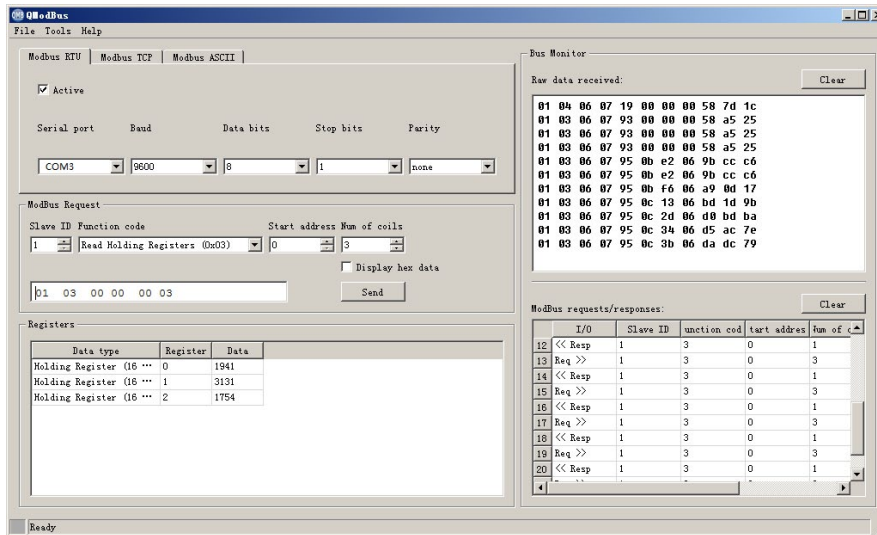 QModBus
File Tools Help
Modbus RTU Modbus TCP Modbus ASCII
Active
Serial port Baud Data bits Stop bits Parity
COM3 9600 8 1 none
ModBus Request
Slave ID Function code Start address Num of coils
1 Read Holding Registers (0x03) 0 3
Display hex data
01 03 00 00 00 03 Send
Registers
Data type Register Data
Holding Register (16 ... 0 1941
Holding Register (16 ... 1 3131
Holding Register (16 ... 2 1754
Bus Monitor
Raw data received: Clear
01 04 06 07 19 00 00 00 58 7d 1c
01 03 06 07 93 00 00 00 58 a5 25
01 03 06 07 93 00 00 00 58 a5 25
01 03 06 07 93 00 00 00 58 a5 25
01 03 06 07 95 0b e2 06 9b cc c6
01 03 06 07 95 0b e2 06 9b cc c6
01 03 06 07 95 0b f6 06 a9 0d 17
01 03 06 07 95 0c 13 06 bd 1d 9b
01 03 06 07 95 0c 2d 06 d0 bd ba
01 03 06 07 95 0c 34 06 d5 ac 7e
01 03 06 07 95 0c 3b 06 da dc 79
ModBus requests/responses: Clear
I/O Slave ID unction cod tart addres um of c
12 << Resp 1 3 0 1
13 Req >> 1 3 0 3
14 << Resp 1 3 0 1
15 Req >> 1 3 0 3
16 << Resp 1 3 0 1
17 Req >> 1 3 0 3
18 << Resp 1 3 0 1
19 Req >> 1 3 0 3
20 << Resp 1 3 0 1
Ready